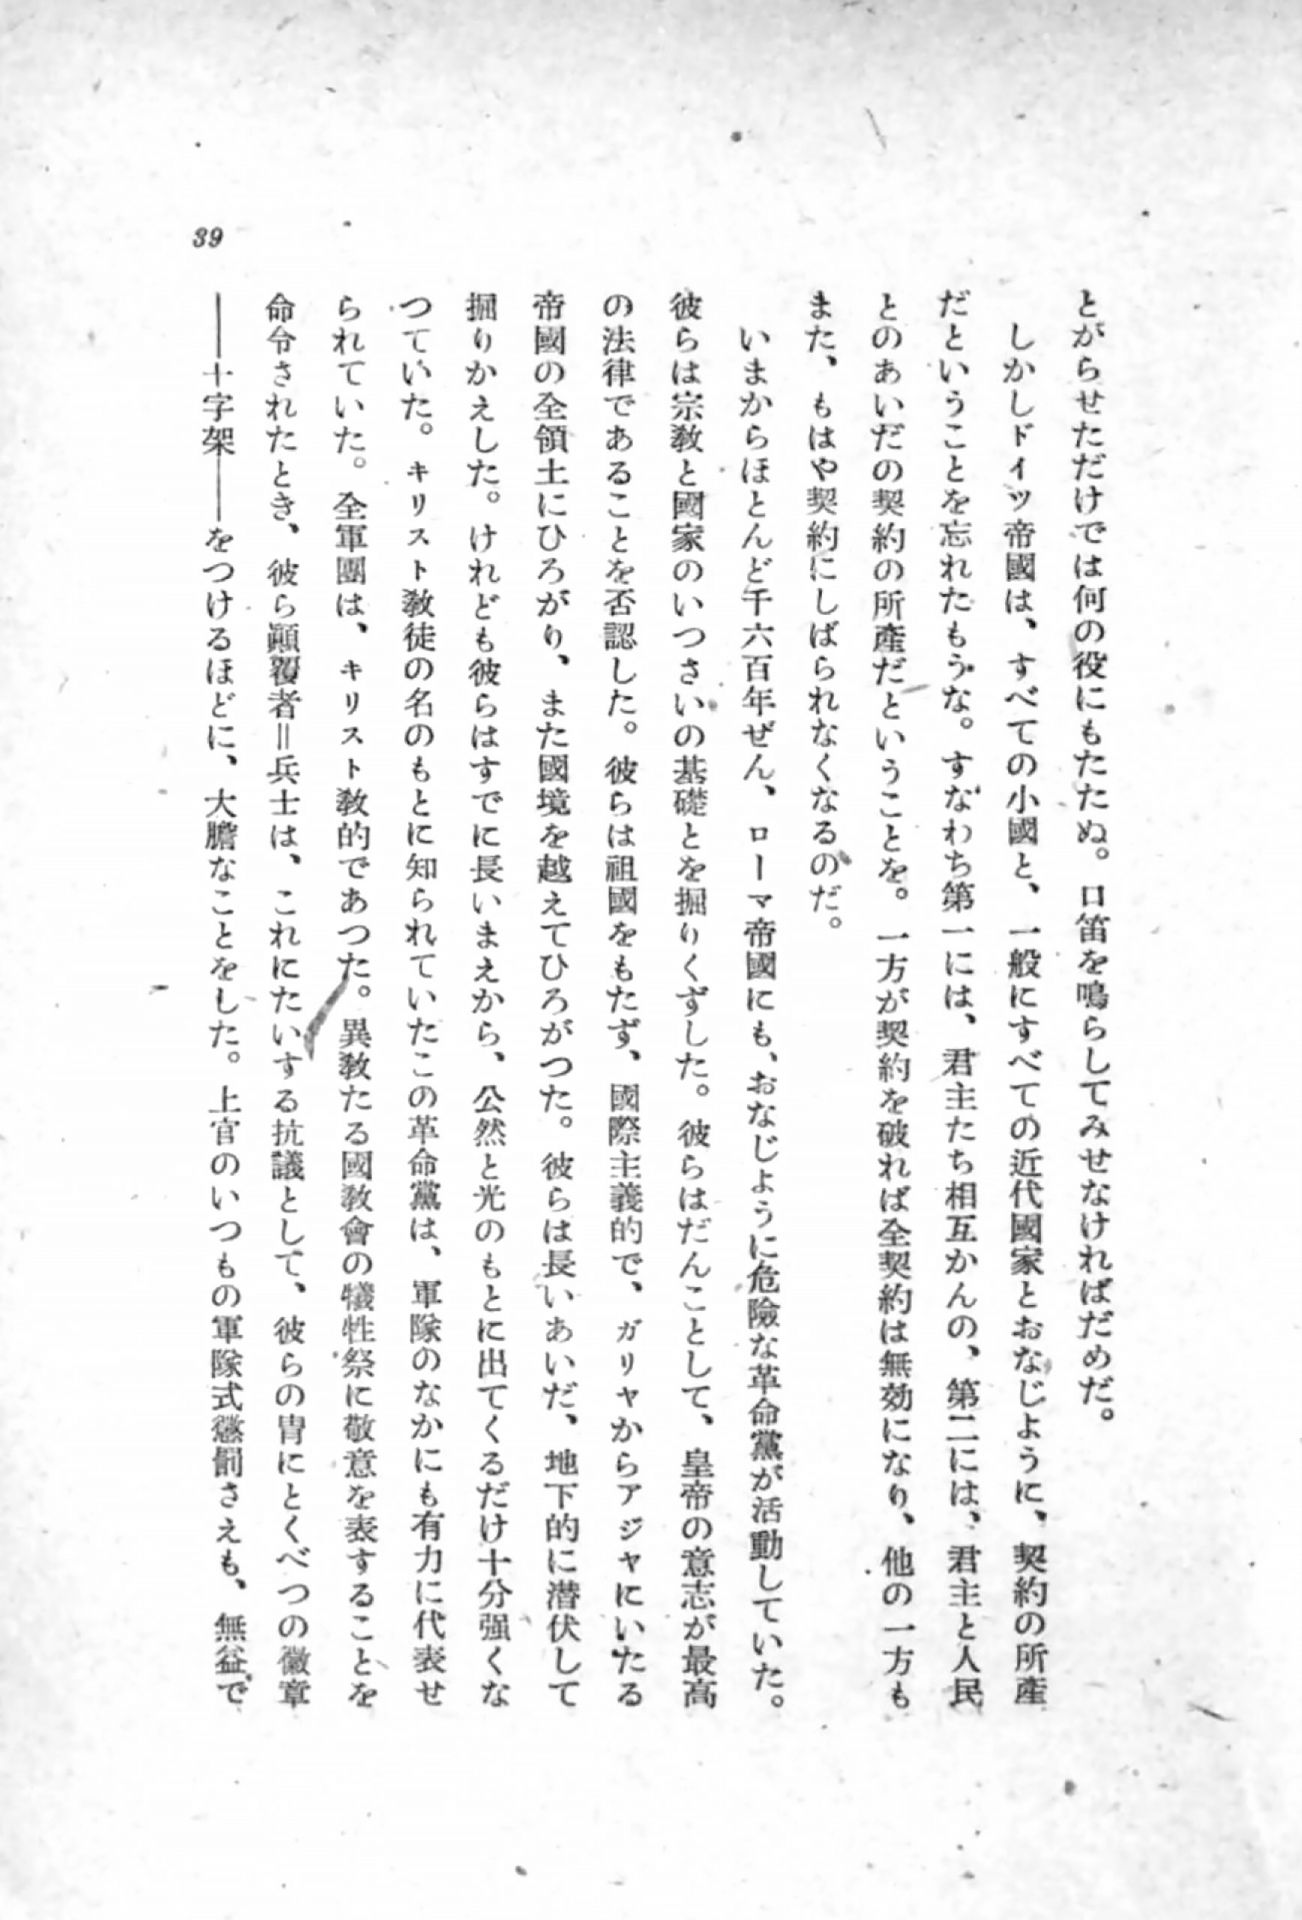 とがらせただけでは何の役にもたたぬ。口笛を鳴らしてみせなければだめだ。
しかしドイツ帝國は、すべての小國と、一般にすべての近代國家とおなじように、契約の所産
だということを忘れたもうな。すなわち第一には、君主たち相互かんの、第二には、君主と人民
とのあいだの契約の所產だということを。一方が契約を破れば全契約は無効になり、他の一方も
また、もはや契約にしばられなくなるのだ。
いまからほとんど千六百年ぜん、ローマ帝國にも、おなじように危險な革命黨が活動していた。
彼らは宗敎と國家のいつさいの基礎とを掘りくずした。彼らはだんことして、皇帝の意志が最高
の法律であることを否認した。彼らは祖國をもたず、國際主義的で、ガリヤからアジヤにいたる
帝國の全領土にひろがり、また國境を越えてひろがつた。彼らは長いあいだ、地下的に潜伏して
掘りかえした。けれども彼らはすでに長いまえから、公然と光のもとに出てくるだけ十分强くな
つていた。キリスト敎徒の名のもとに知られていたこの革命黨は、軍隊のなかにも有力に代表せ
られていた。全軍團は、キリスト敎的であつた。異敎たる國敎會の犠牲祭に敬意を表することを
命令されたとき、彼ら顚覆者＝兵士は、これにたいする抗議として、彼らの冑にとくべつの徽章
――十字架――をつけるほどに、大膽なことをした。上官のいつもの軍隊式懲罰さえも、無益で
39